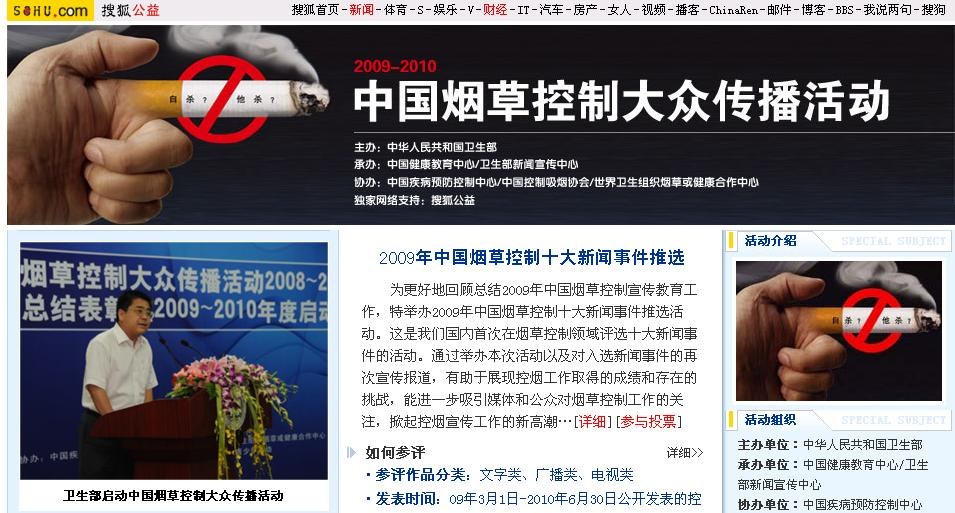 SOHU.com 搜狐公益
搜狐首页-新闻-体育-S-娱乐-V-财经-IT-汽车-房产-女人-视频-播客-ChinaRen-邮件-博客-BBS-我说两句-搜狗
自杀? 他杀?
2009-2010
中国烟草控制大众传播活动
主办：中华人民共和国卫生部
承办：中国健康教育中心/卫生部新闻宣传中心
协办：中国疾病预防控制中心/中国控制吸烟协会/世界卫生组织烟草或健康合作中心
独家网络支持：搜狐公益
烟草控制大众传播活动2008~2
总结表章 2009~2010年度启动
协办：中国疾
草或健康合作中心
卫生部启动中国烟草控制大众传播活动
2009年中国烟草控制十大新闻事件推选
为更好地回顾总结2009年中国烟草控制宣传教育工
作，特举办2009年中国烟草控制十大新闻事件推选活
动。这是我们国内首次在烟草控制领域评选十大新闻事
件的活动。通过举办本次活动以及对入选新闻事件的再
次宣传报道，有助于展现控烟工作取得的成绩和存在的
挑战，能进一步吸引媒体和公众对烟草控制工作的关
注，掀起控烟宣传工作的新高潮…[详细][参与投票]
如何参评 详细>>
·参评作品分类：文字类、广播类、电视类
·发表时间：09年3月1日-2010年6月30日公开发表的控
活动介绍 SPECIAL SUBJECT
自杀? 他杀?
活动组织 SPECIAL SUBJECT
主办单位：中华人民共和国卫生部
承办单位：中国健康教育中心/卫生
部新闻宣传中心
协办单位：中国疾病预防控制中心